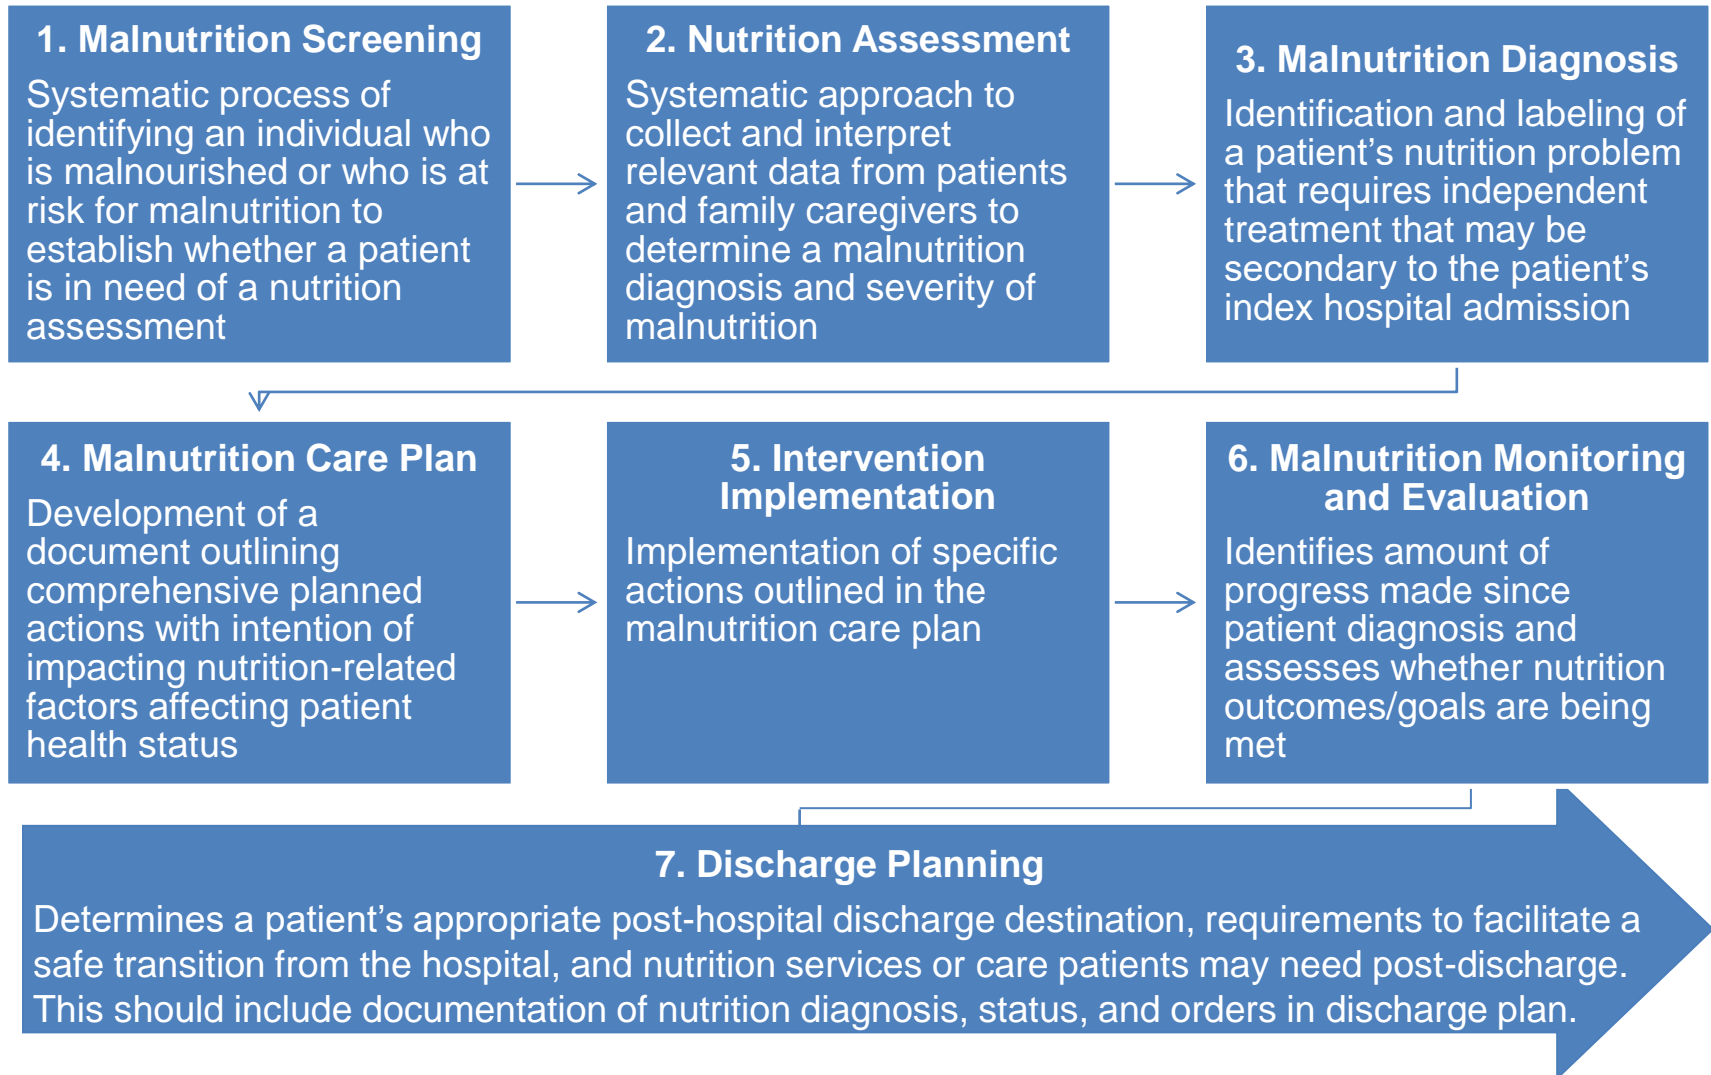 1. Malnutrition Screening
Systematic process of
identifying an individual who
is malnourished or who is at
risk for malnutrition to
establish whether a patient
is in need of a nutrition
assessment
2. Nutrition Assessment
Systematic approach to
collect and interpret
relevant data from patients
and family caregivers to
determine a malnutrition
diagnosis and severity of
malnutrition
3. Malnutrition Diagnosis
Identification and labeling of
a patient’s nutrition problem
that requires independent
treatment that may be
secondary to the patient’s
index hospital admission
4. Malnutrition Care Plan
Development of a
document outlining
comprehensive planned
actions with intention of
impacting nutrition-related
factors affecting patient
health status
5. Intervention
Implementation
Implementation of specific
actions outlined in the
malnutrition care plan
6. Malnutrition Monitoring
and Evaluation
Identifies amount of
progress made since
patient diagnosis and
assesses whether nutrition
outcomes/goals are being
met
7. Discharge Planning
Determines a patient’s appropriate post-hospital discharge destination, requirements to facilitate a
safe transition from the hospital, and nutrition services or care patients may need post-discharge.
This should include documentation of nutrition diagnosis, status, and orders in discharge plan.